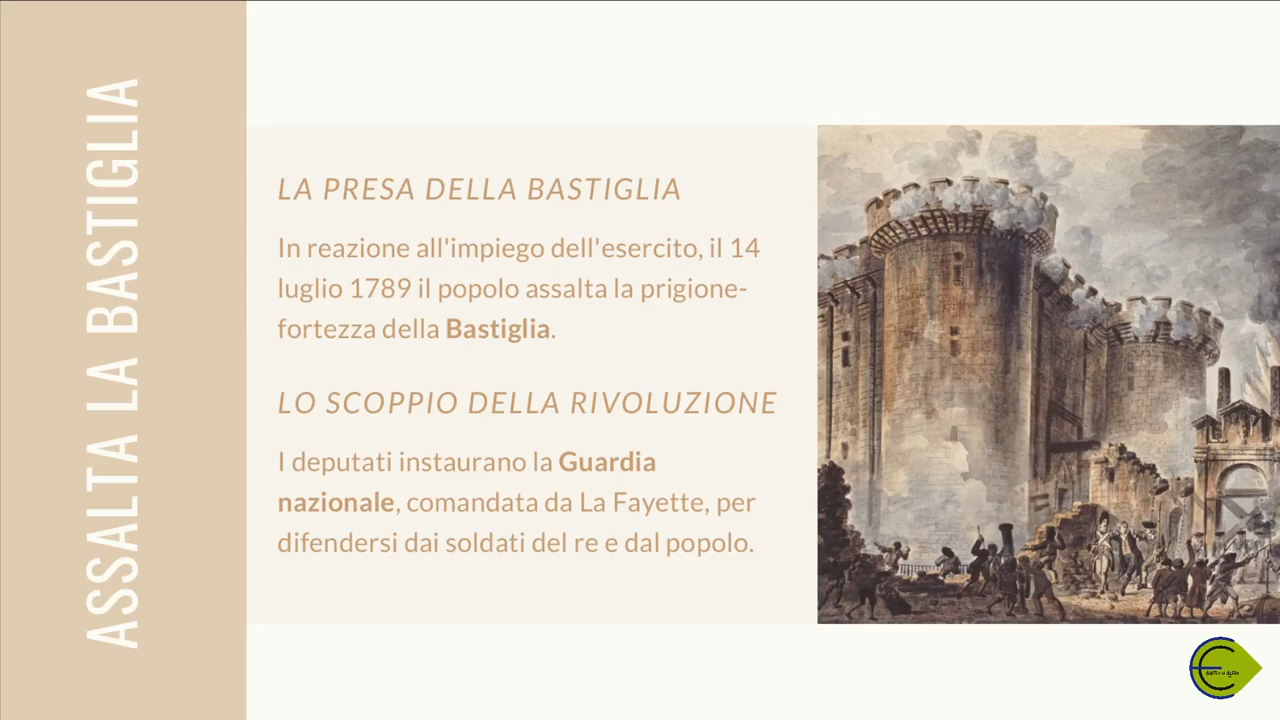 ASSALTA LA BASTIGLIA
LA PRESA DELLA BASTIGLIA
In reazione all'impiego dell'esercito, il 14
luglio 1789 il popolo assalta la prigione-
fortezza della Bastiglia.
LO SCOPPIO DELLA RIVOLUZIONE
I deputati instaurano la Guardia
nazionale, comandata da La Fayette, per
difendersi dai soldati del re e dal popolo.